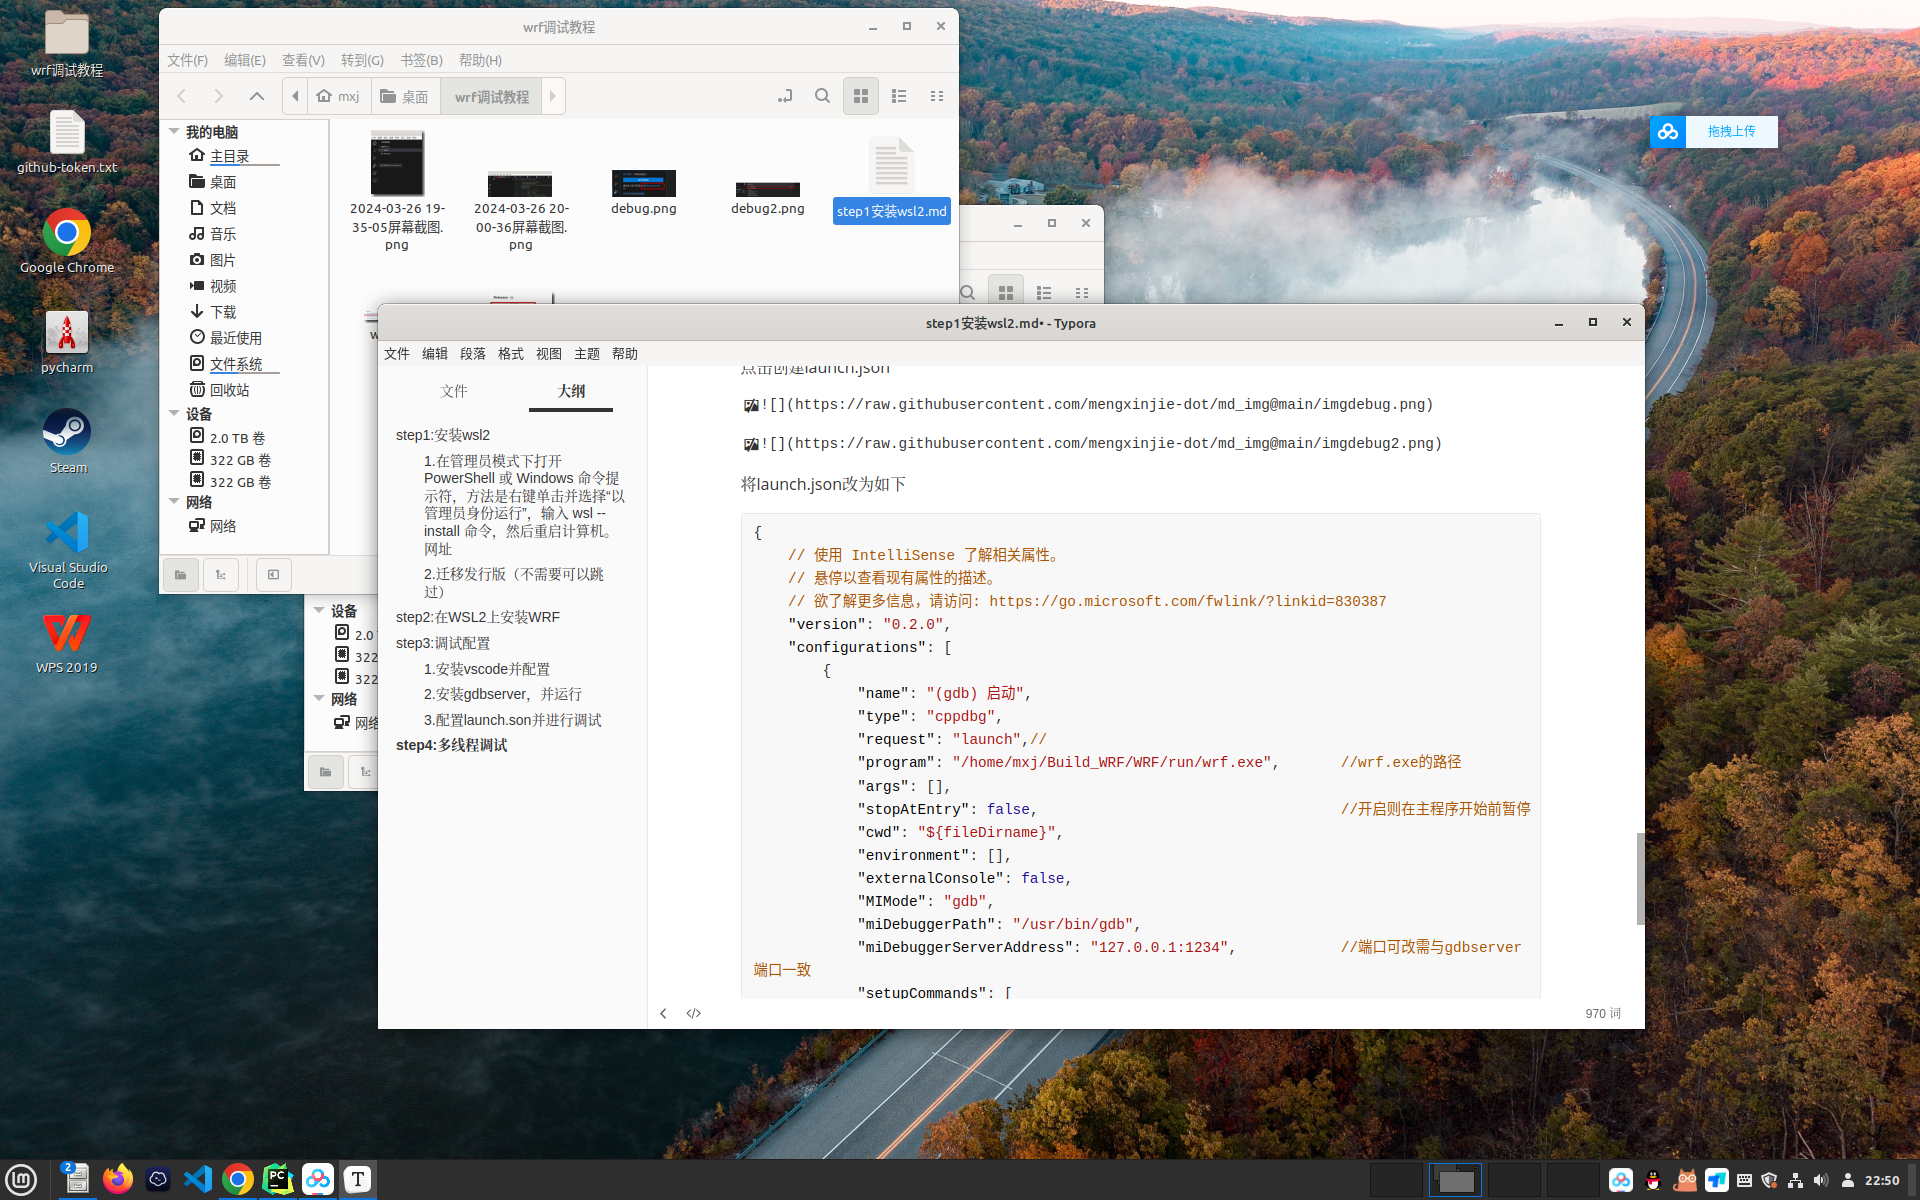 wrf调试教程
github-token.txt
Google Chrome
pycharm
Steam
Visual Studio
Code
WPS 2019
wrf调试教程
文件(F) 编辑(E) 查看(V) 转到(G) 书签(B) 帮助(H)
mxj 桌面 wrf调试教程
我的电脑
主目录
桌面
文档
音乐
图片
视频
下载
最近使用
文件系统
回收站
设备
2.0 TB 卷
322 GB 卷
322 GB 卷
网络
网络
2024-03-26 19-
35-05屏幕截图.
png
2024-03-26 20-
00-36屏幕截图.
png
debug.png
debug2.png
step1安装wsl2.md
拖拽上传
设备
2.0
322
322
网络
网络
step1安装wsl2.md• - Typora
文件 编辑 段落 格式 视图 主题 帮助
文件 大纲
step1:安装wsl2
1.在管理员模式下打开
PowerShell 或 Windows 命令提
示符，方法是右键单击并选择“以
管理员身份运行”，输入 wsl --
install 命令，然后重启计算机。
网址
2.迁移发行版（不需要可以跳
过）
step2:在WSL2上安装WRF
step3:调试配置
1.安装vscode并配置
2.安装gdbserver，并运行
3.配置launch.son并进行调试
step4:多线程调试
点击创建launch.json
![](https://raw.githubusercontent.com/mengxinjie-dot/md_img@main/imgdebug.png)
![](https://raw.githubusercontent.com/mengxinjie-dot/md_img@main/imgdebug2.png)
将launch.json改为如下
{
// 使用 IntelliSense 了解相关属性。
// 悬停以查看现有属性的描述。
// 欲了解更多信息，请访问: https://go.microsoft.com/fwlink/?linkid=830387
"version": "0.2.0",
"configurations": [
{
"name": "(gdb) 启动",
"type": "cppdbg",
"request": "launch",//
"program": "/home/mxj/Build_WRF/WRF/run/wrf.exe", //wrf.exe的路径
"args": [],
"stopAtEntry": false, //开启则在主程序开始前暂停
"cwd": "${fileDirname}",
"environment": [],
"externalConsole": false,
"MIMode": "gdb",
"miDebuggerPath": "/usr/bin/gdb",
"miDebuggerServerAddress": "127.0.0.1:1234", //端口可改需与gdbserver
端口一致
"setupCommands": [
970 词
2
22:50